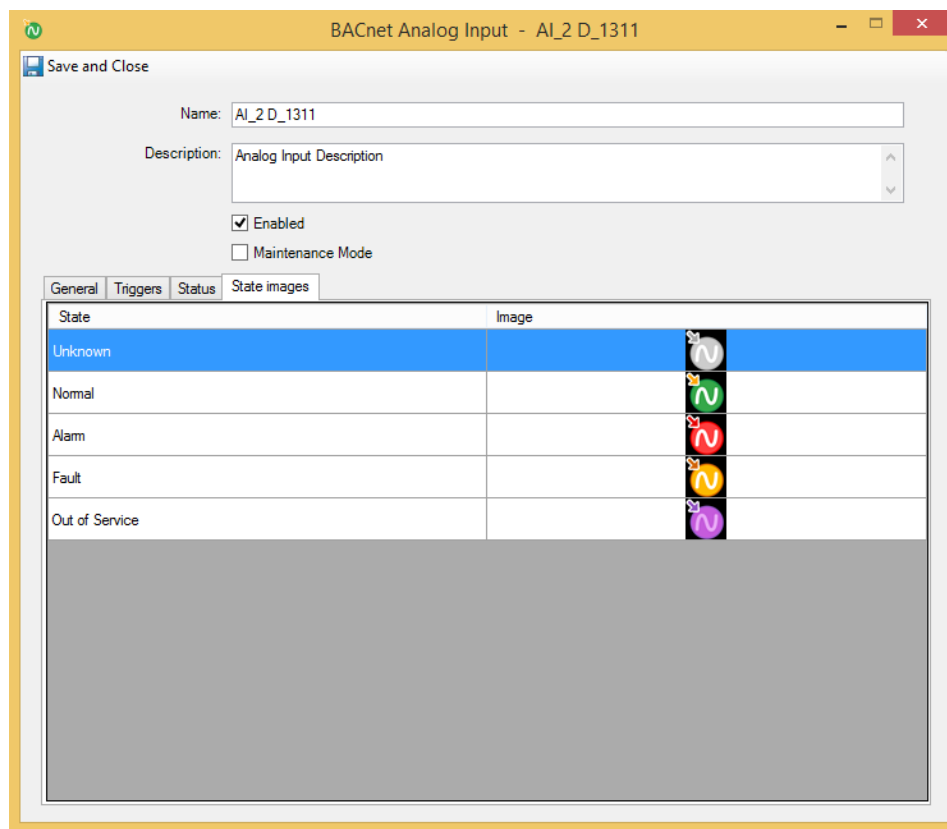 BACnet Analog Input - AI_2 D_1311
Save and Close
Name: AI_2 D_1311
Description: Analog Input Description
Enabled
Maintenance Mode
General Triggers Status State images
State Image
Unknown
Normal
Alarm
Fault
Out of Service